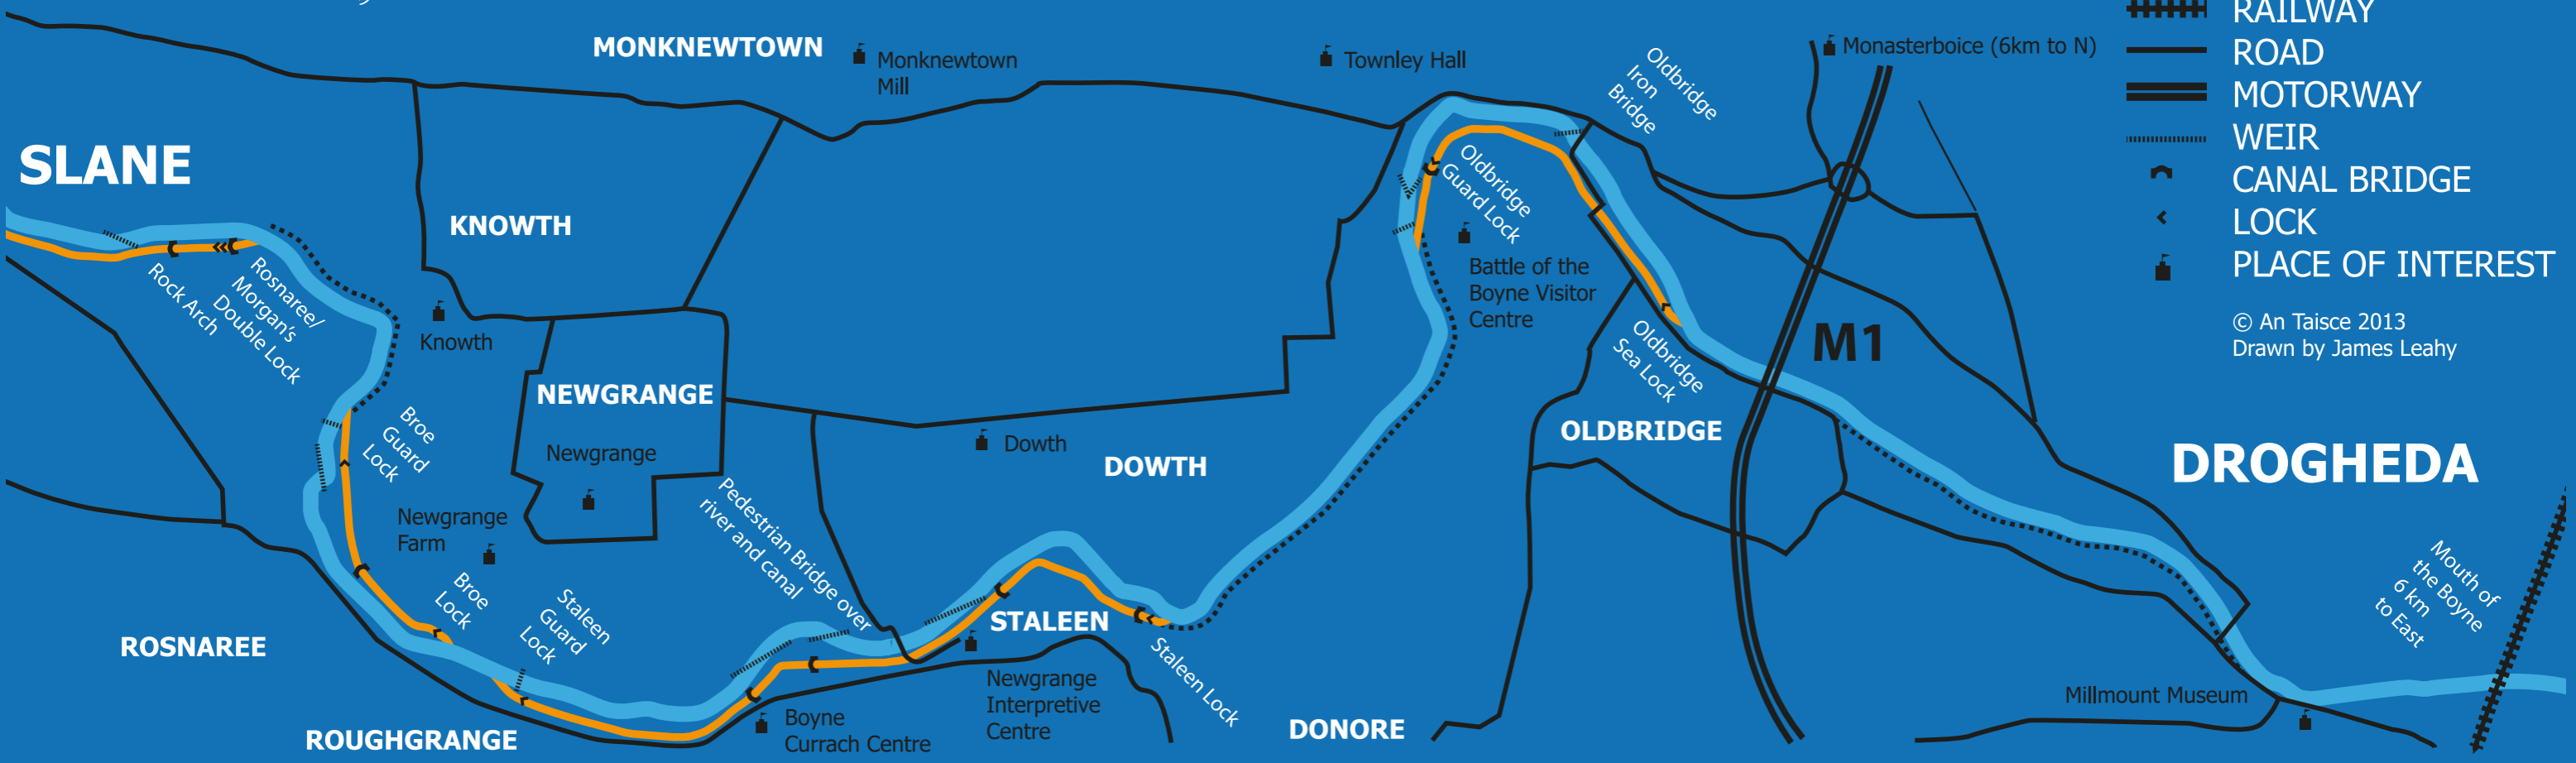 MONKNEWTOWN
Monknewtown
Mill
Townley Hall
Oldbridge
Iron
Bridge
Monasterboice (6km to N)
RAILWAY
ROAD
MOTORWAY
WEIR
CANAL BRIDGE
LOCK
PLACE OF INTEREST
© An Taisce 2013
Drawn by James Leahy
SLANE
KNOWTH
Rock Arch
Rosnaree/
Morgan's
Double Lock
Knowth
NEWGRANGE
Newgrange
Broe
Guard
Lock
Newgrange
Farm
Broe
Lock
Staleen
Guard
Lock
Pedestrian Bridge over
river and canal
Dowth
DOWTH
Oldbridge
Guard Lock
Battle of the
Boyne Visitor
Centre
Oldbridge
Sea Lock
M1
OLDBRIDGE
DROGHEDA
Mouth of
the Boyne
6 km
to East
ROSNAREE
ROUGHGRANGE
Boyne
Currach Centre
STALEEN
Newgrange
Interpretive
Centre
Staleen Lock
DONORE
Millmount Museum